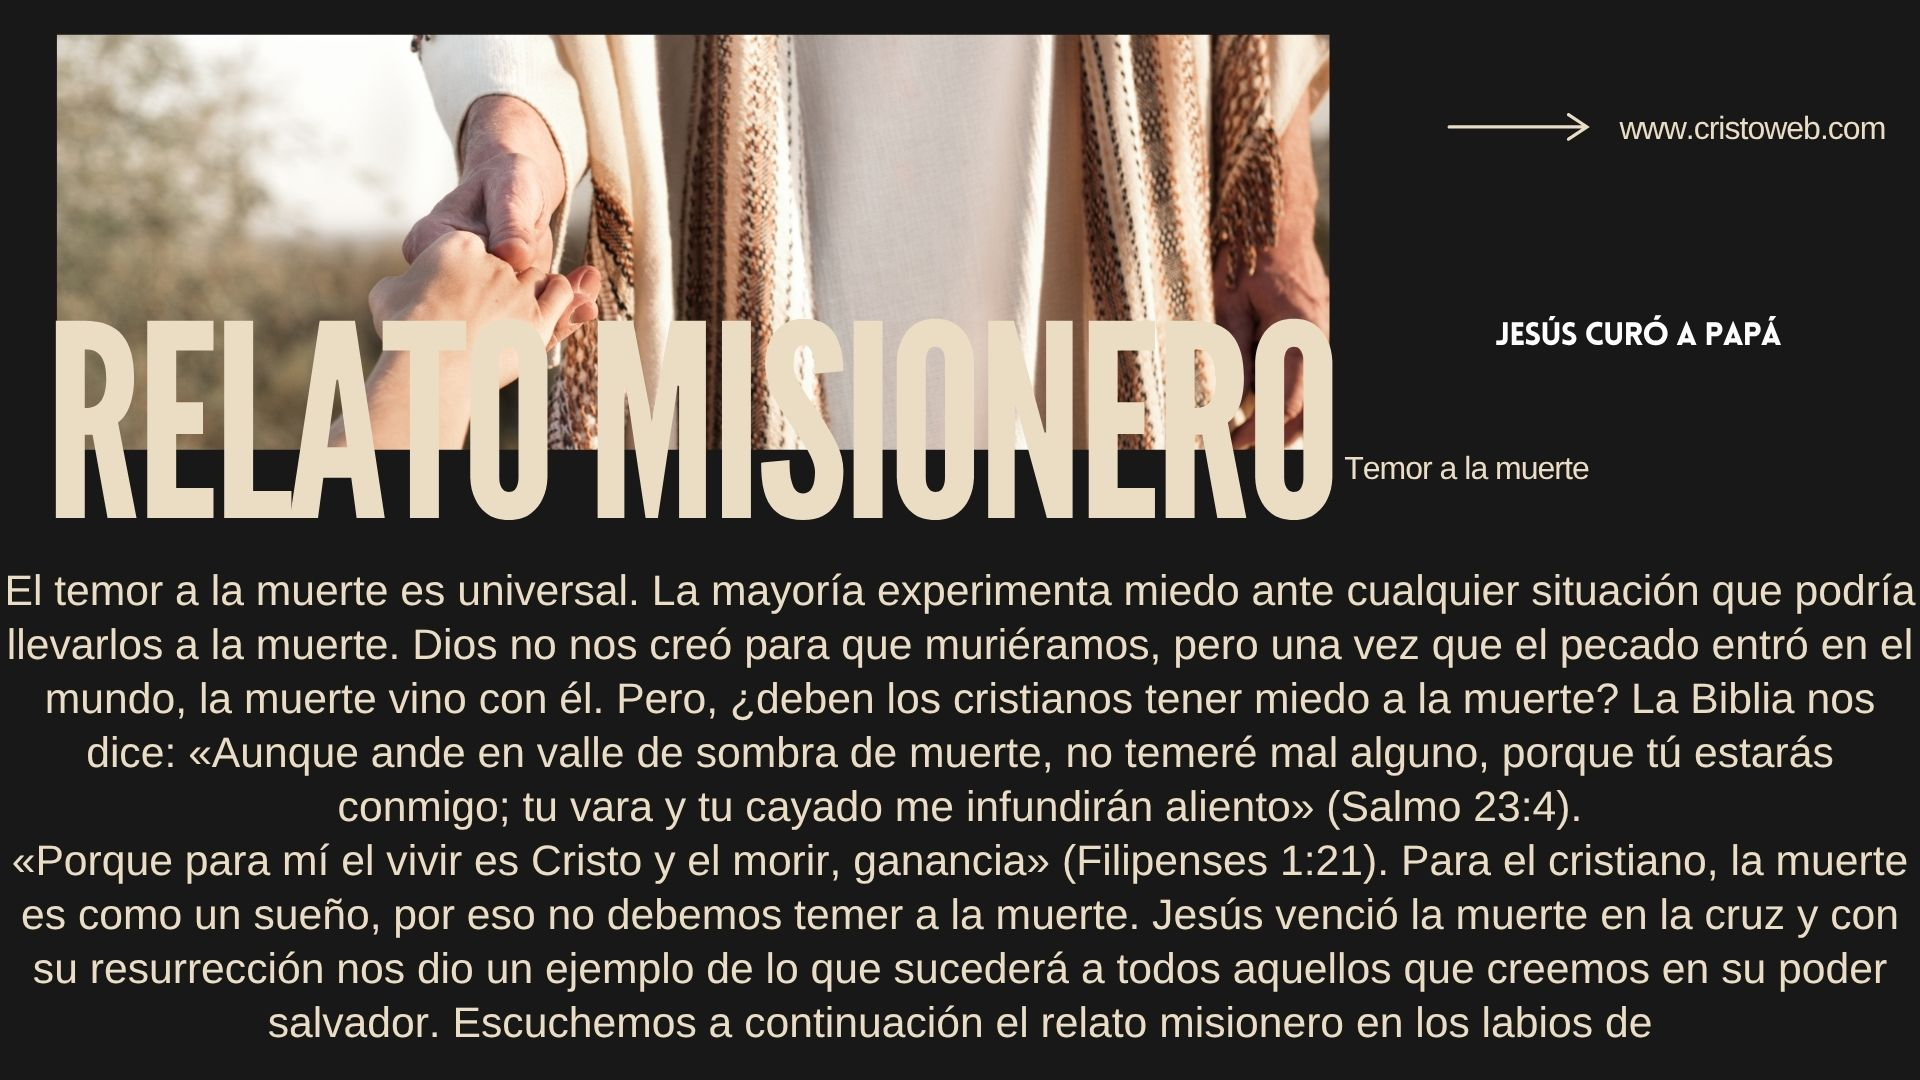 www.cristoweb.com
JESÚS CURÓ A PAPÁ
RELATO MISIONERO
Temor a la muerte
El temor a la muerte es universal. La mayoría experimenta miedo ante cualquier situación que podría
llevarlos a la muerte. Dios no nos creó para que muriéramos, pero una vez que el pecado entró en el
mundo, la muerte vino con él. Pero, ¿deben los cristianos tener miedo a la muerte? La Biblia nos
dice: «Aunque ande en valle de sombra de muerte, no temeré mal alguno, porque tú estarás
conmigo; tu vara y tu cayado me infundirán aliento» (Salmo 23:4).
«Porque para mí el vivir es Cristo y el morir, ganancia» (Filipenses 1:21). Para el cristiano, la muerte
es como un sueño, por eso no debemos temer a la muerte. Jesús venció la muerte en la cruz y con
su resurrección nos dio un ejemplo de lo que sucederá a todos aquellos que creemos en su poder
salvador. Escuchemos a continuación el relato misionero en los labios de